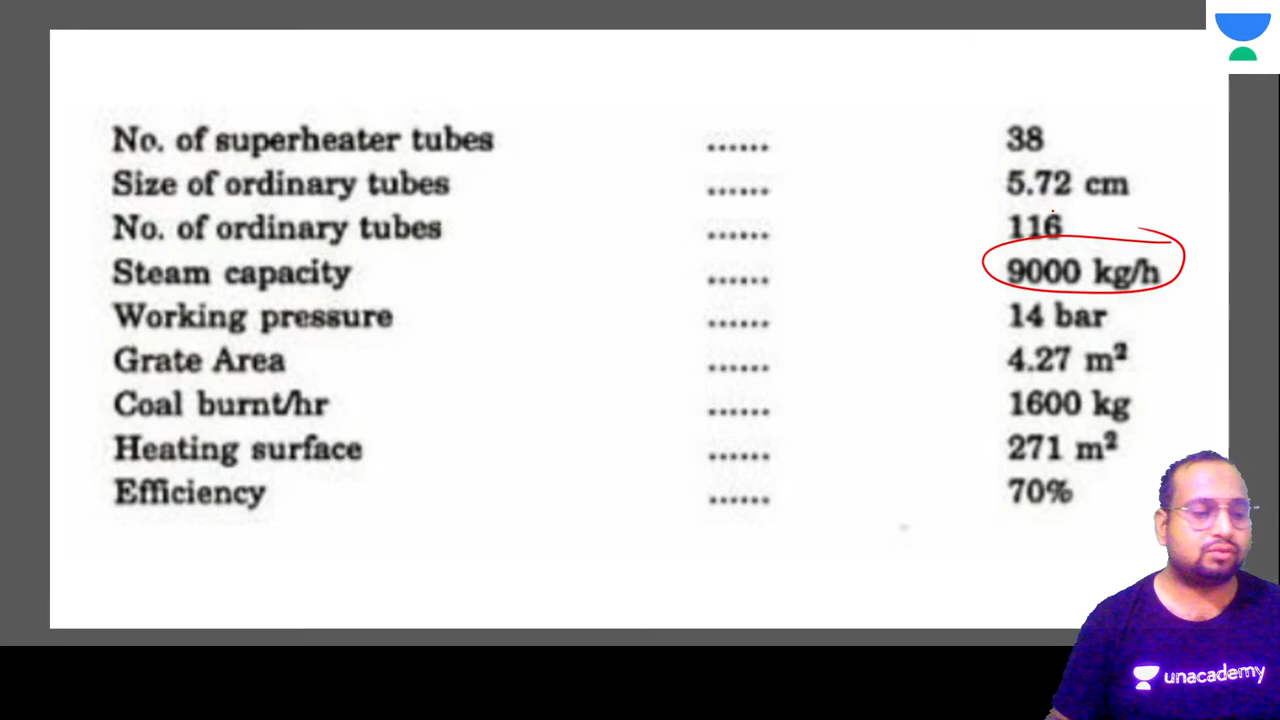 No. of superheater tubes ...... 38
Size of ordinary tubes ...... 5.72 cm
No. of ordinary tubes ...... 116
Steam capacity ...... 9000 kg/h
Working pressure ...... 14 bar
Grate Area ...... 4.27 m²
Coal burnt/hr ...... 1600 kg
Heating surface ...... 271 m²
Efficiency ...... 70%
unacademy